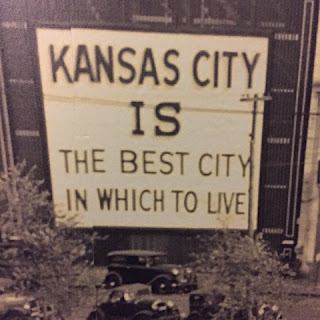 KANSAS CITY
IS
THE BEST CITY
IN WHICH TO LIVE